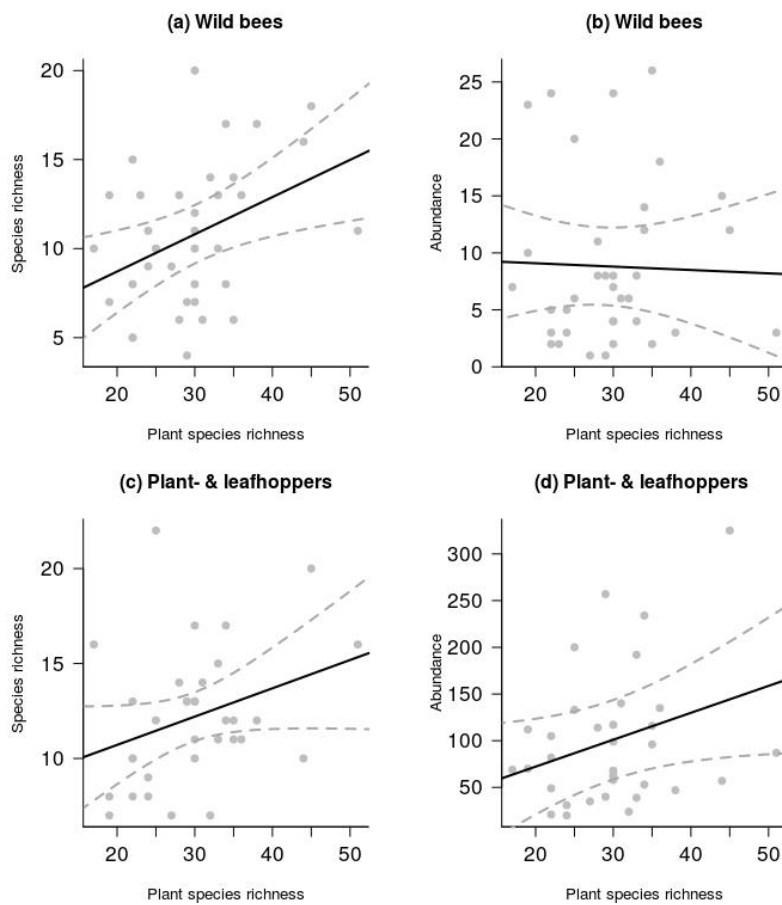 (a) Wild bees
Species richness
20
15
10
5
20 30 40 50
Plant species richness
(b) Wild bees
Abundance
25
20
15
10
5
0
20 30 40 50
Plant species richness
(c) Plant- & leafhoppers
Species richness
20
15
10
20 30 40 50
Plant species richness
(d) Plant- & leafhoppers
Abundance
300
250
200
150
100
50
20 30 40 50
Plant species richness